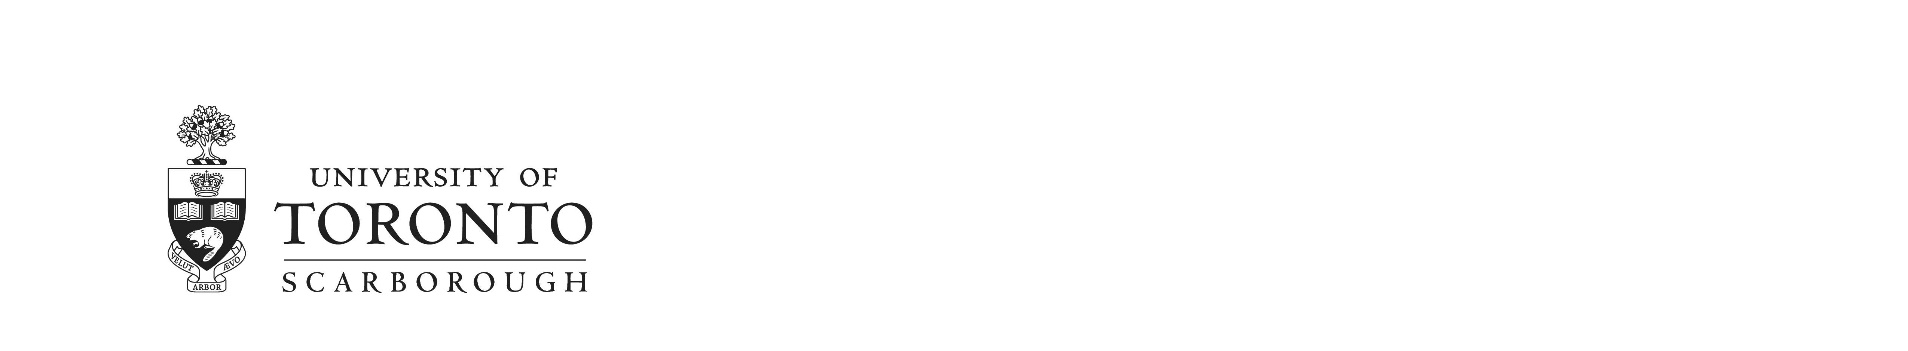 UNIVERSITY OF
TORONTO
SCARBOROUGH
VELUT
ARBOR
ÆVO